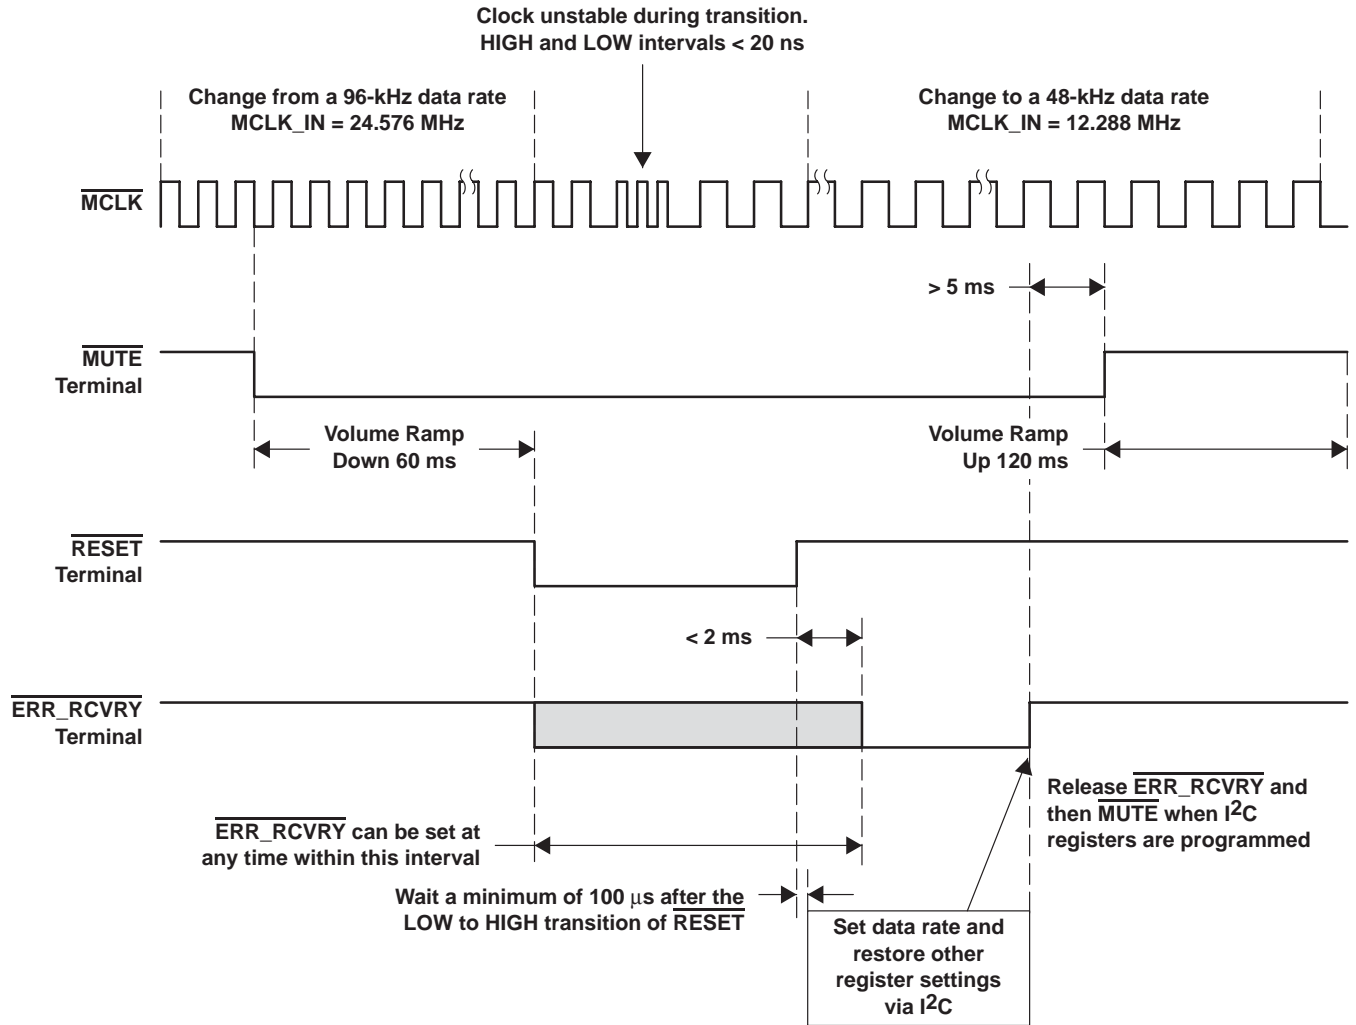 Clock unstable during transition.
HIGH and LOW intervals < 20 ns
Change from a 96-kHz data rate
MCLK_IN = 24.576 MHz
Change to a 48-kHz data rate
MCLK_IN = 12.288 MHz
MCLK
> 5 ms
MUTE
Terminal
Volume Ramp
Down 60 ms
Volume Ramp
Up 120 ms
RESET
Terminal
< 2 ms
ERR_RCVRY
Terminal
ERR_RCVRY can be set at
any time within this interval
Release ERR_RCVRY and
then MUTE when I2C
registers are programmed
Wait a minimum of 100 μs after the
LOW to HIGH transition of RESET
Set data rate and
restore other
register settings
via I2C